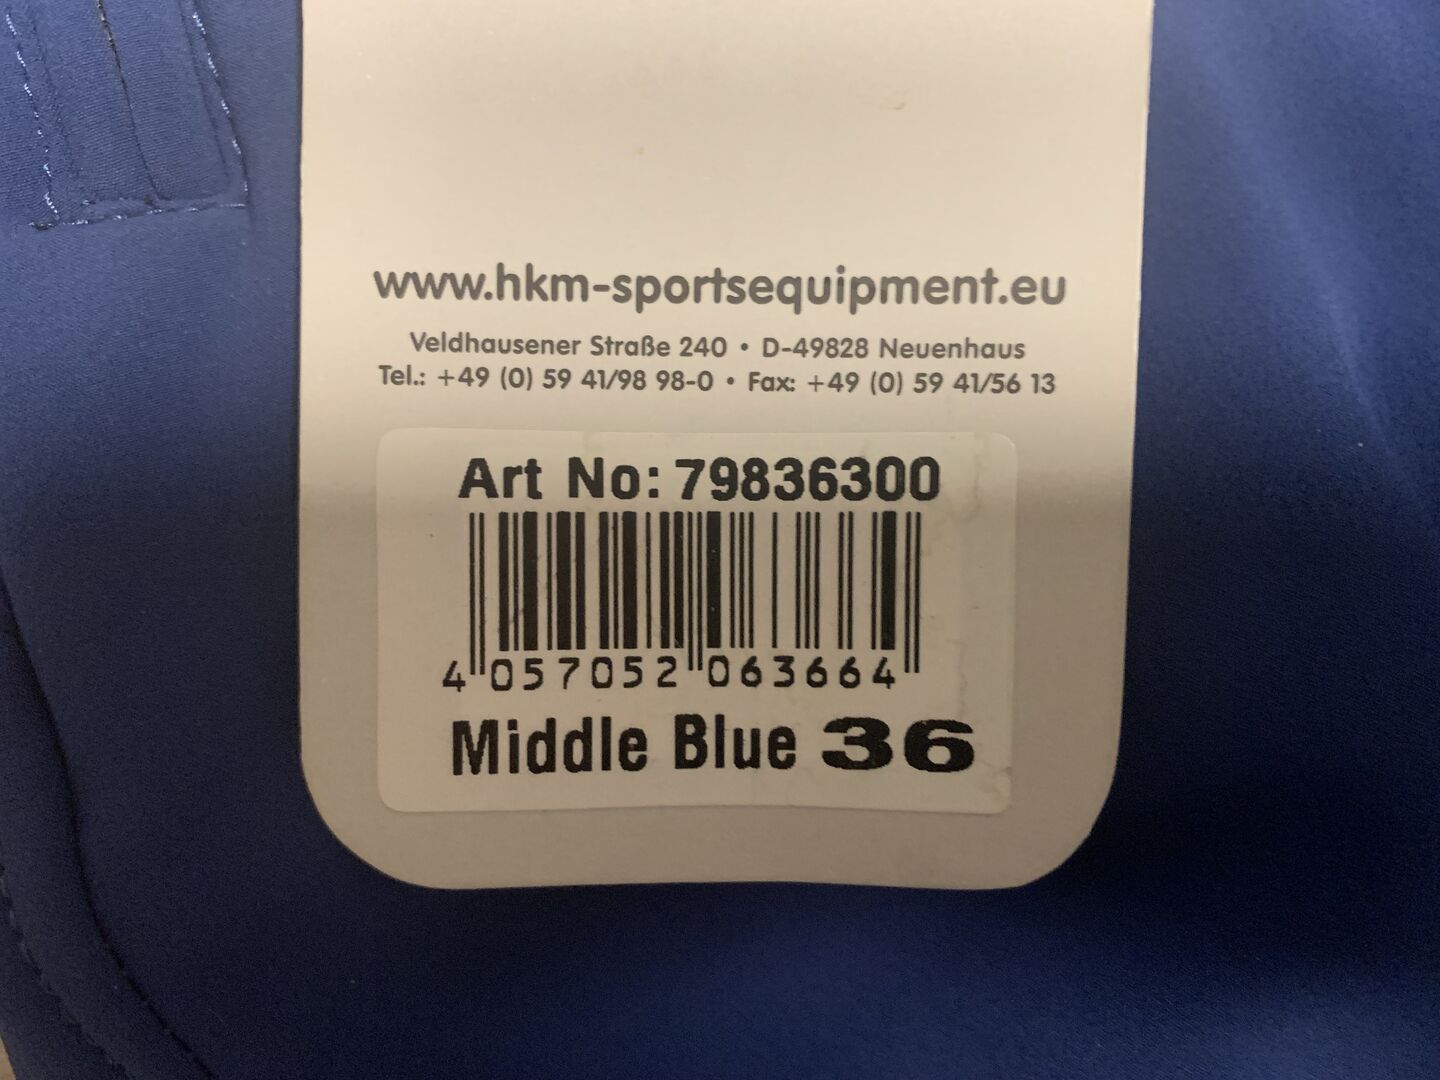 www.hkm-sportsequipment.eu
Veldhausener Straße 240 • D-49828 Neuenhaus
Tel.: +49 (0) 59 41/98 98-0 • Fax: +49 (0) 59 41/56 13
Art No: 79836300
4 057052 063664
Middle Blue 36